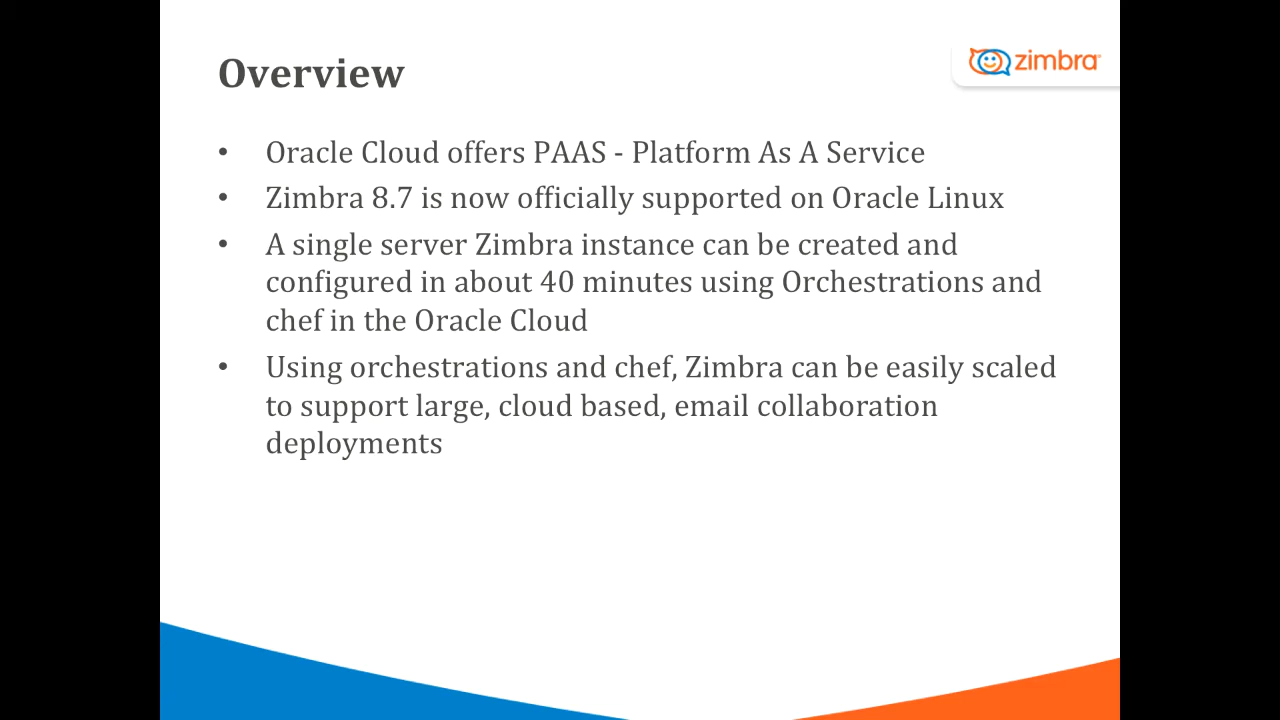 Overview
zimbra
• Oracle Cloud offers PAAS - Platform As A Service
• Zimbra 8.7 is now officially supported on Oracle Linux
• A single server Zimbra instance can be created and
configured in about 40 minutes using Orchestrations and
chef in the Oracle Cloud
• Using orchestrations and chef, Zimbra can be easily scaled
to support large, cloud based, email collaboration
deployments